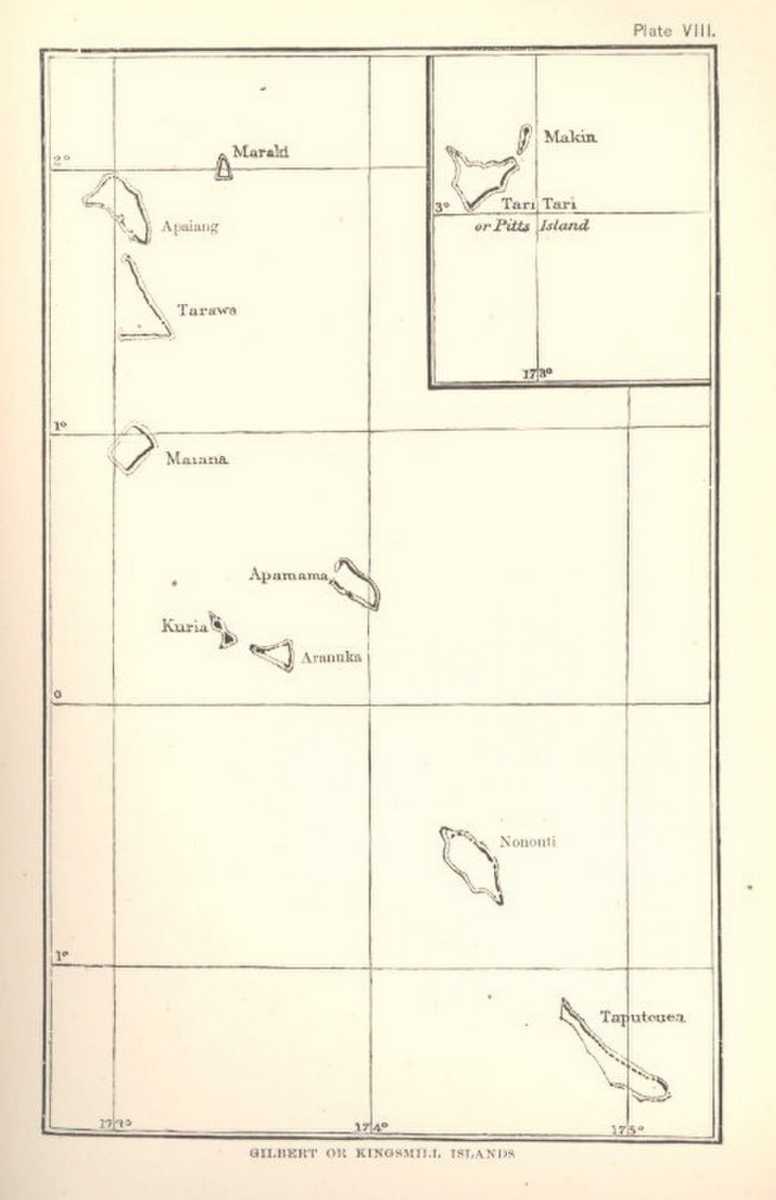 Plate VIII.
2°
Maraki
Makin
Apaiang
3°
Tari Tari
or Pitts Island
Tarawa
173°
1°
Maiana
Apamama
Kuria
Aranuka
0
Nonouti
1°
Taputouea
173°
174°
175°
GILBERT OR KINGSMILL ISLANDS